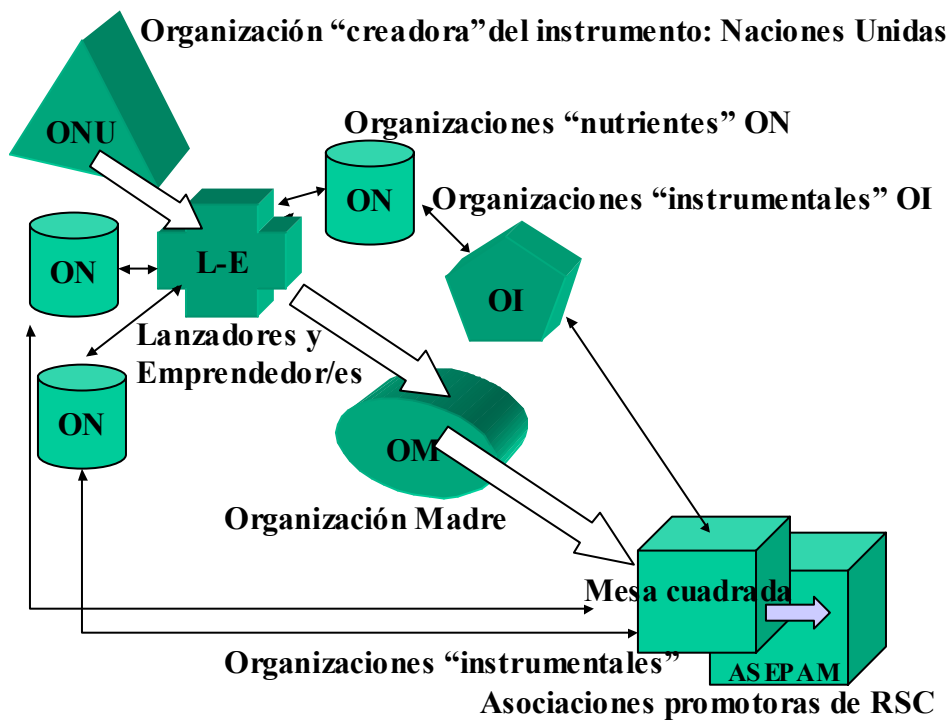 Organización “creadora”del instrumento: Naciones Unidas
ONU
Organizaciones “nutrientes” ON
ON
Organizaciones “instrumentales” OI
ON
L-E
OI
Lanzadores y
Emprendedor/es
ON
OM
Organización Madre
Mesa cuadrada
Organizaciones “instrumentales”
ASEPAM
Asociaciones promotoras de RSC